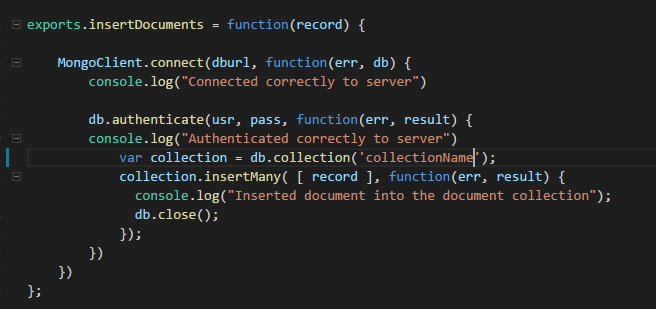 exports.insertDocuments = function(record) {
MongoClient.connect(dburl, function(err, db) {
console.log("Connected correctly to server")
db.authenticate(usr, pass, function(err, result) {
console.log("Authenticated correctly to server")
var collection = db.collection('collectionName');
collection.insertMany( [ record ], function(err, result) {
console.log("Inserted document into the document collection");
db.close();
});
})
})
};